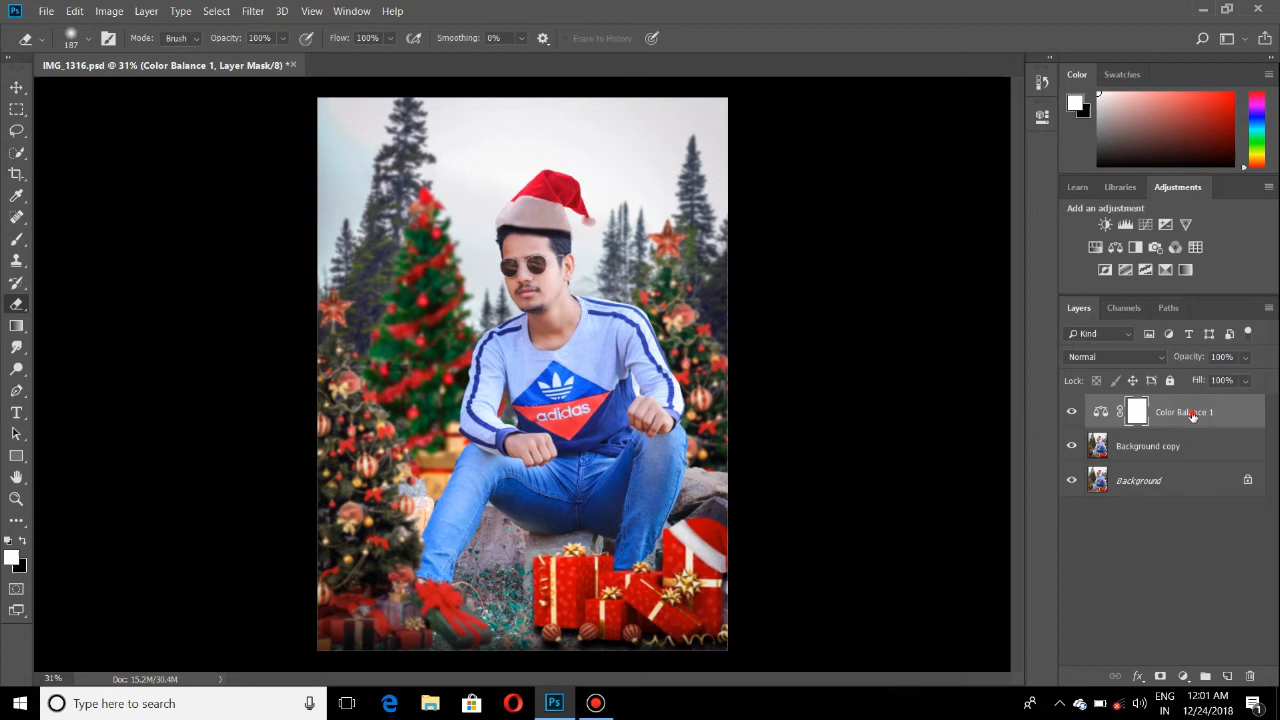 Ps File Edit Image Layer Type Select Filter 3D View Window Help
187 Mode: Brush Opacity: 100% Flow: 100% Smoothing: 0% Erase to History
IMG_1316.psd @ 31% (Color Balance 1, Layer Mask/8) *
Color Swatches
Learn Libraries Adjustments
Add an adjustment
Layers Channels Paths
Kind
Normal Opacity: 100%
Lock: Fill: 100%
Color Balance 1
Background copy
Background
adidas
31% Doc: 15.2M/30.4M
Type here to search
Ps
ENG
IN
12:01 AM
12/24/2018
1